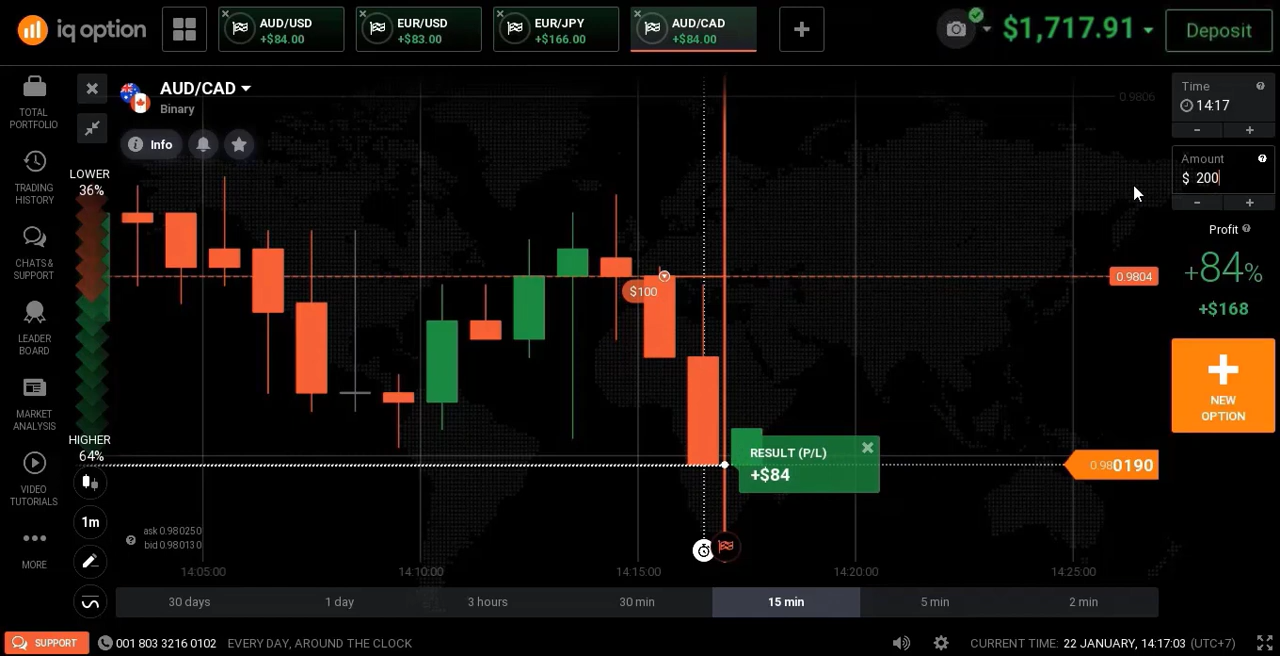 iq option
AUD/USD
+$84.00
EUR/USD
+$83.00
EUR/JPY
+$166.00
AUD/CAD
+$84.00
$1,717.91
Deposit
TOTAL
PORTFOLIO
TRADING
HISTORY
CHATS &
SUPPORT
LEADER
BOARD
MARKET
ANALYSIS
VIDEO
TUTORIALS
MORE
AUD/CAD
Binary
Info
LOWER
36%
HIGHER
64%
1m
ask 0.980250
bid 0.980130
$100
RESULT (P/L)
+$84
0.9806
0.9804
0.980190
14:05:00
14:10:00
14:15:00
14:20:00
14:25:00
30 days
1 day
3 hours
30 min
15 min
5 min
2 min
Time
14:17
- +
Amount
$ 200
- +
Profit
+84%
+$168
NEW
OPTION
SUPPORT
001 803 3216 0102
EVERY DAY, AROUND THE CLOCK
CURRENT TIME: 22 JANUARY, 14:17:03 (UTC+7)